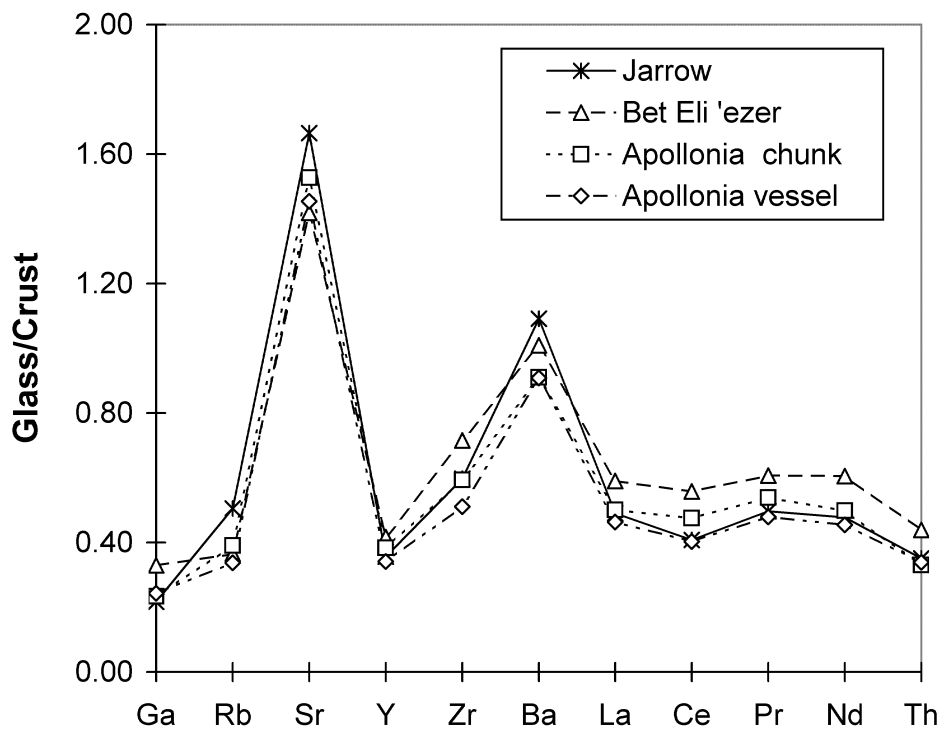 2.00
1.60
1.20
0.80
0.40
0.00
Glass/Crust
Jarrow
Bet Eli 'ezer
Apollonia  chunk
Apollonia vessel
Ga Rb Sr Y Zr Ba La Ce Pr Nd Th